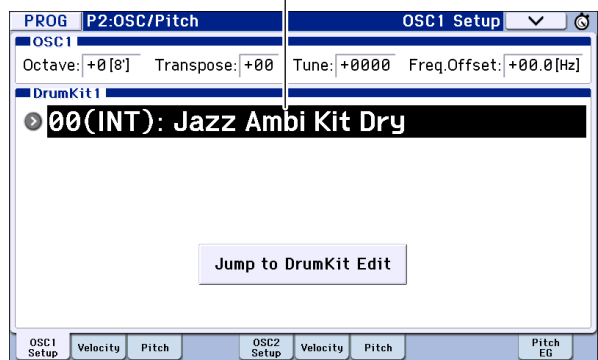 PROG P2:OSC/Pitch OSC1 Setup
OSC1
Octave: +0[8'] Transpose: +00 Tune: +0000 Freq.Offset: +00.0[Hz]
DrumKit1
00(INT): Jazz Ambi Kit Dry
Jump to DrumKit Edit
OSC1 Setup Velocity Pitch OSC2 Setup Velocity Pitch Pitch EG